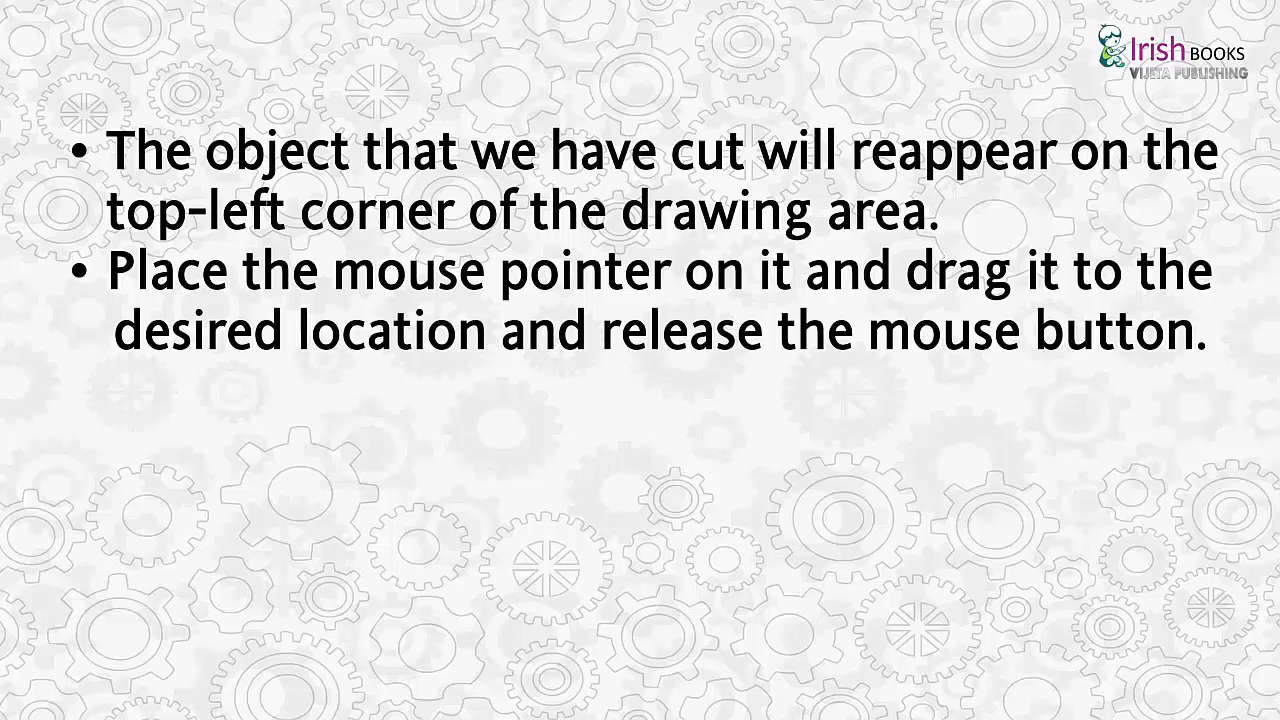 Irish BOOKS
VIJETA PUBLISHING
• The object that we have cut will reappear on the
top-left corner of the drawing area.
• Place the mouse pointer on it and drag it to the
desired location and release the mouse button.